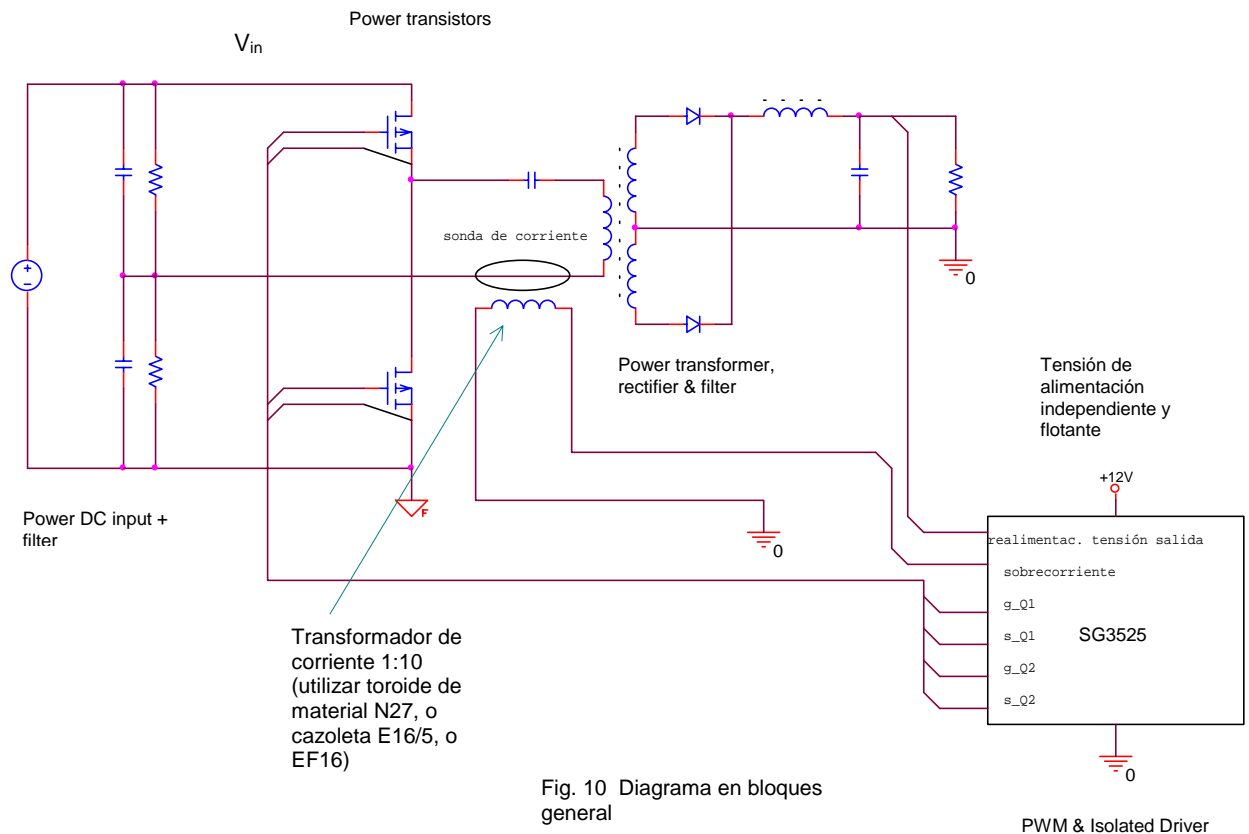 Power transistors
Vin
sonda de corriente
0
Power transformer,
rectifier & filter
Tensión de
alimentación
independiente y
flotante
+12V
Power DC input +
filter
F
0
realimentac. tensión salida
sobrecorriente
g_Q1
s_Q1
g_Q2
s_Q2
SG3525
0
Transformador de
corriente 1:10
(utilizar toroide de
material N27, o
cazoleta E16/5, o
EF16)
Fig. 10 Diagrama en bloques
general
PWM & Isolated Driver